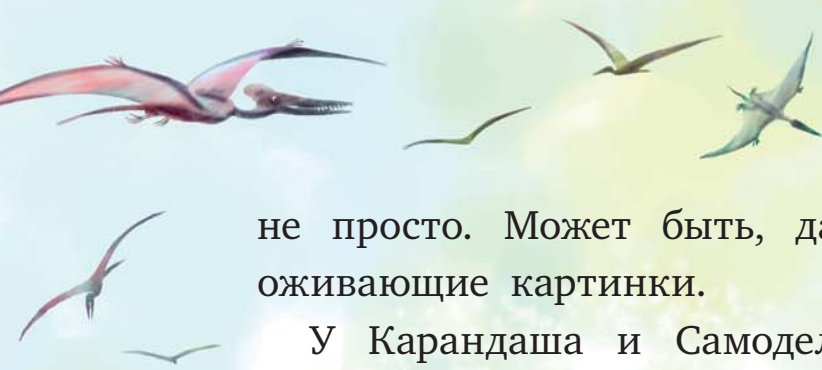 не просто. Может быть, да
оживающие картинки.
У Карандаша и Самодел